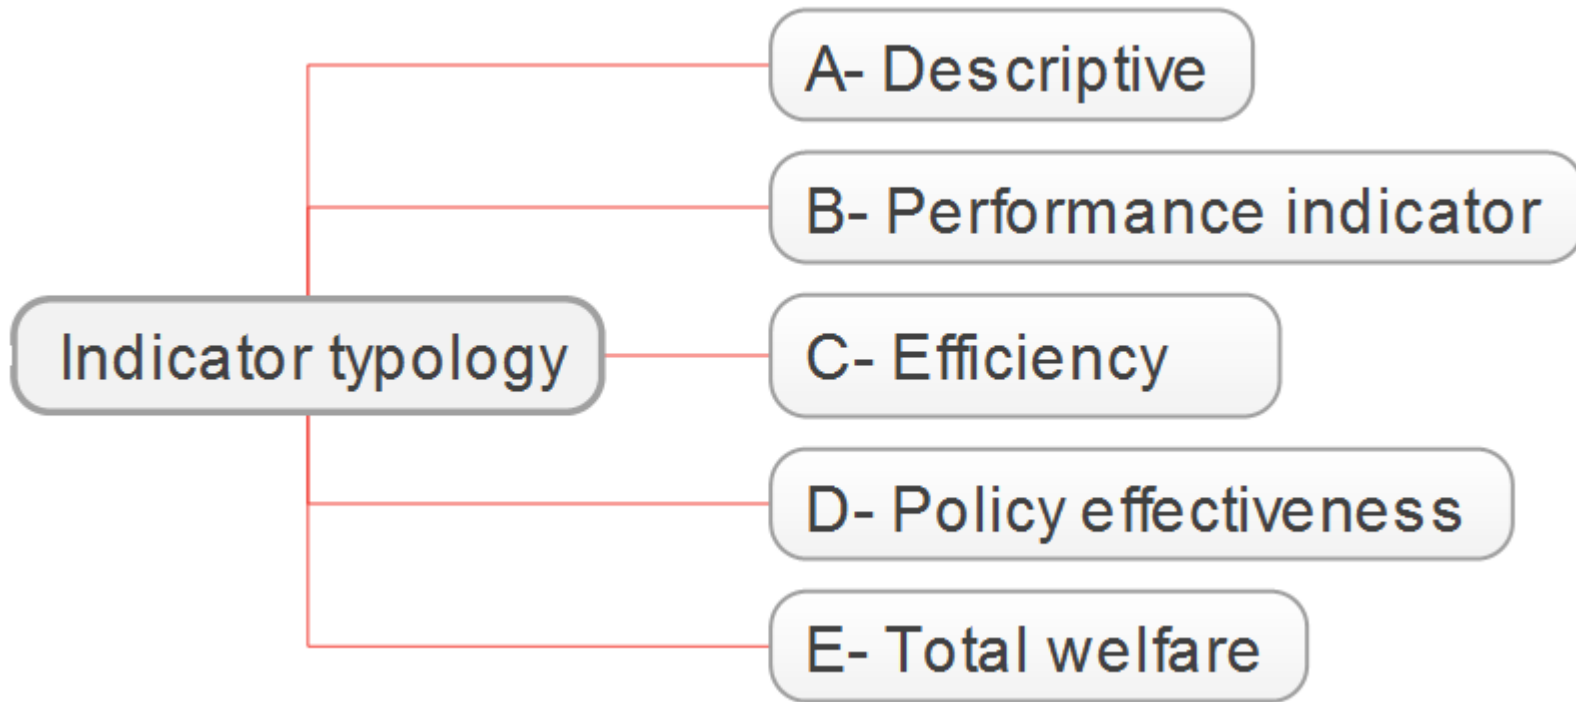 A- Descriptive
B- Performance indicator
Indicator typology
C- Efficiency
D- Policy effectiveness
E- Total welfare